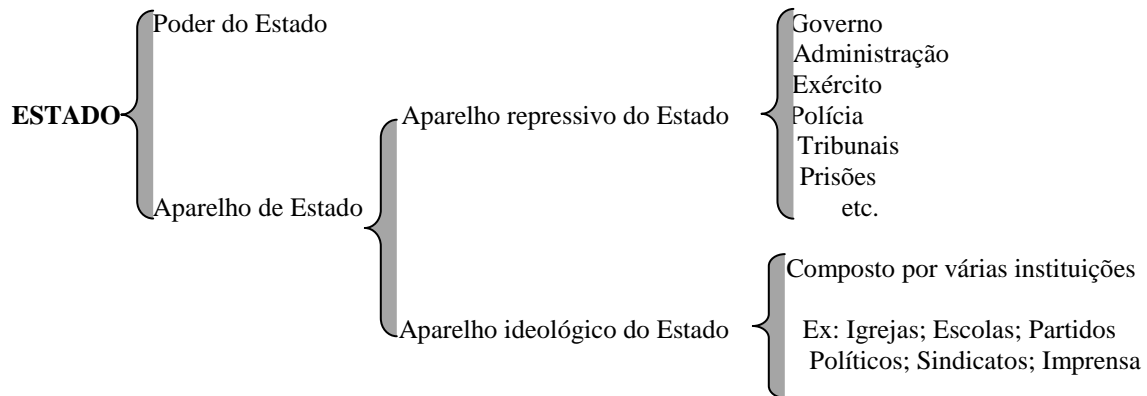 Poder do Estado
ESTADO
Aparelho de Estado
Aparelho repressivo do Estado
Governo
Administração
Exército
Polícia
Tribunais
Prisões
etc.
Aparelho ideológico do Estado
Composto por várias instituições
Ex: Igrejas; Escolas; Partidos
Políticos; Sindicatos; Imprensa